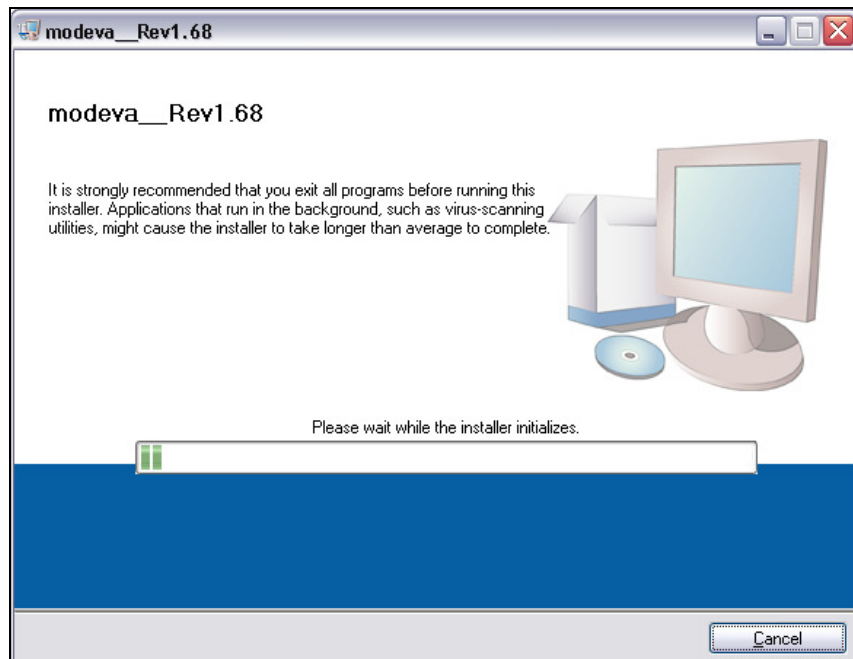 modeva__Rev1.68
modeva__Rev1.68
It is strongly recommended that you exit all programs before running this
installer. Applications that run in the background, such as virus-scanning
utilities, might cause the installer to take longer than average to complete.
Please wait while the installer initializes.
Cancel